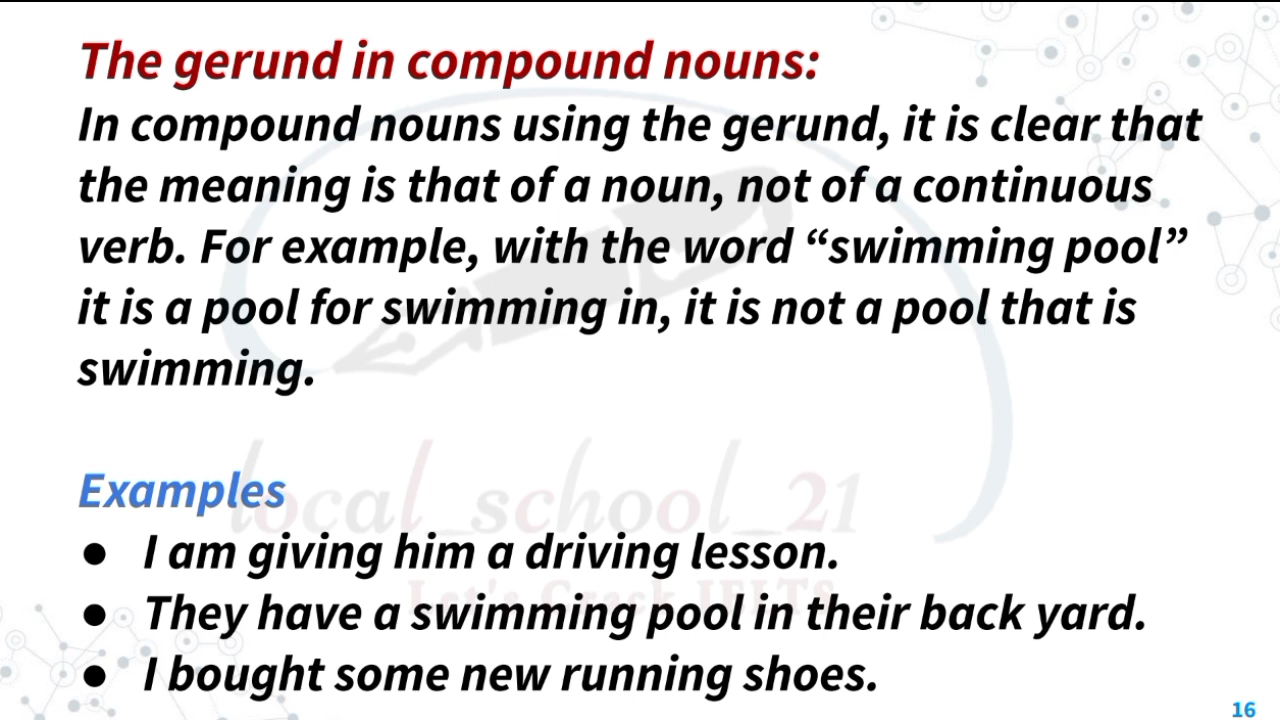 The gerund in compound nouns:
In compound nouns using the gerund, it is clear that
the meaning is that of a noun, not of a continuous
verb. For example, with the word “swimming pool”
it is a pool for swimming in, it is not a pool that is
swimming.
local_school_21
Examples
● I am giving him a driving lesson.
Let's Crack IELTS
● They have a swimming pool in their back yard.
● I bought some new running shoes.
16